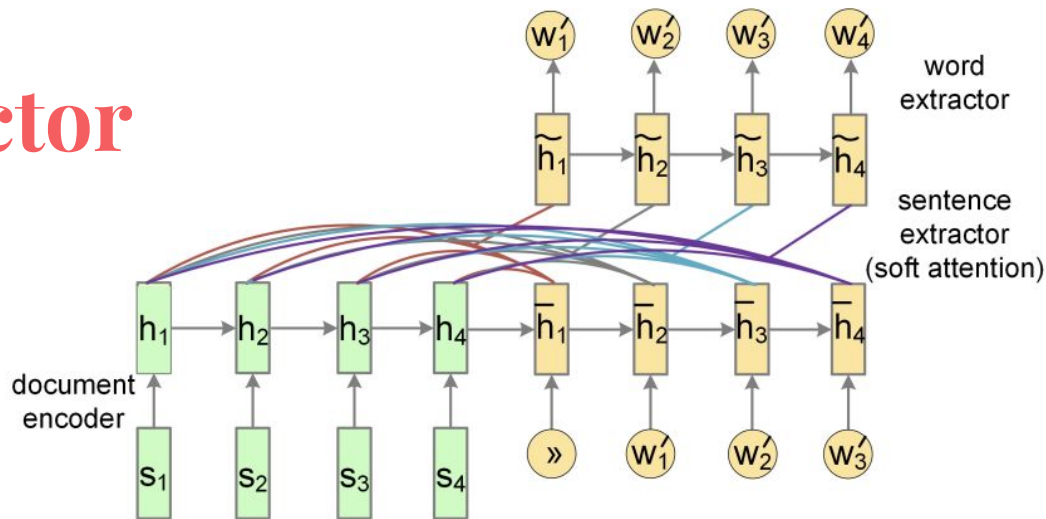 ctor
w′1 w′2 w′3 w′4
word
extractor
h̃1 h̃2 h̃3 h̃4
sentence
extractor
(soft attention)
h1 h2 h3 h4 h̄1 h̄2 h̄3 h̄4
document
encoder
s1 s2 s3 s4 » w′1 w′2 w′3